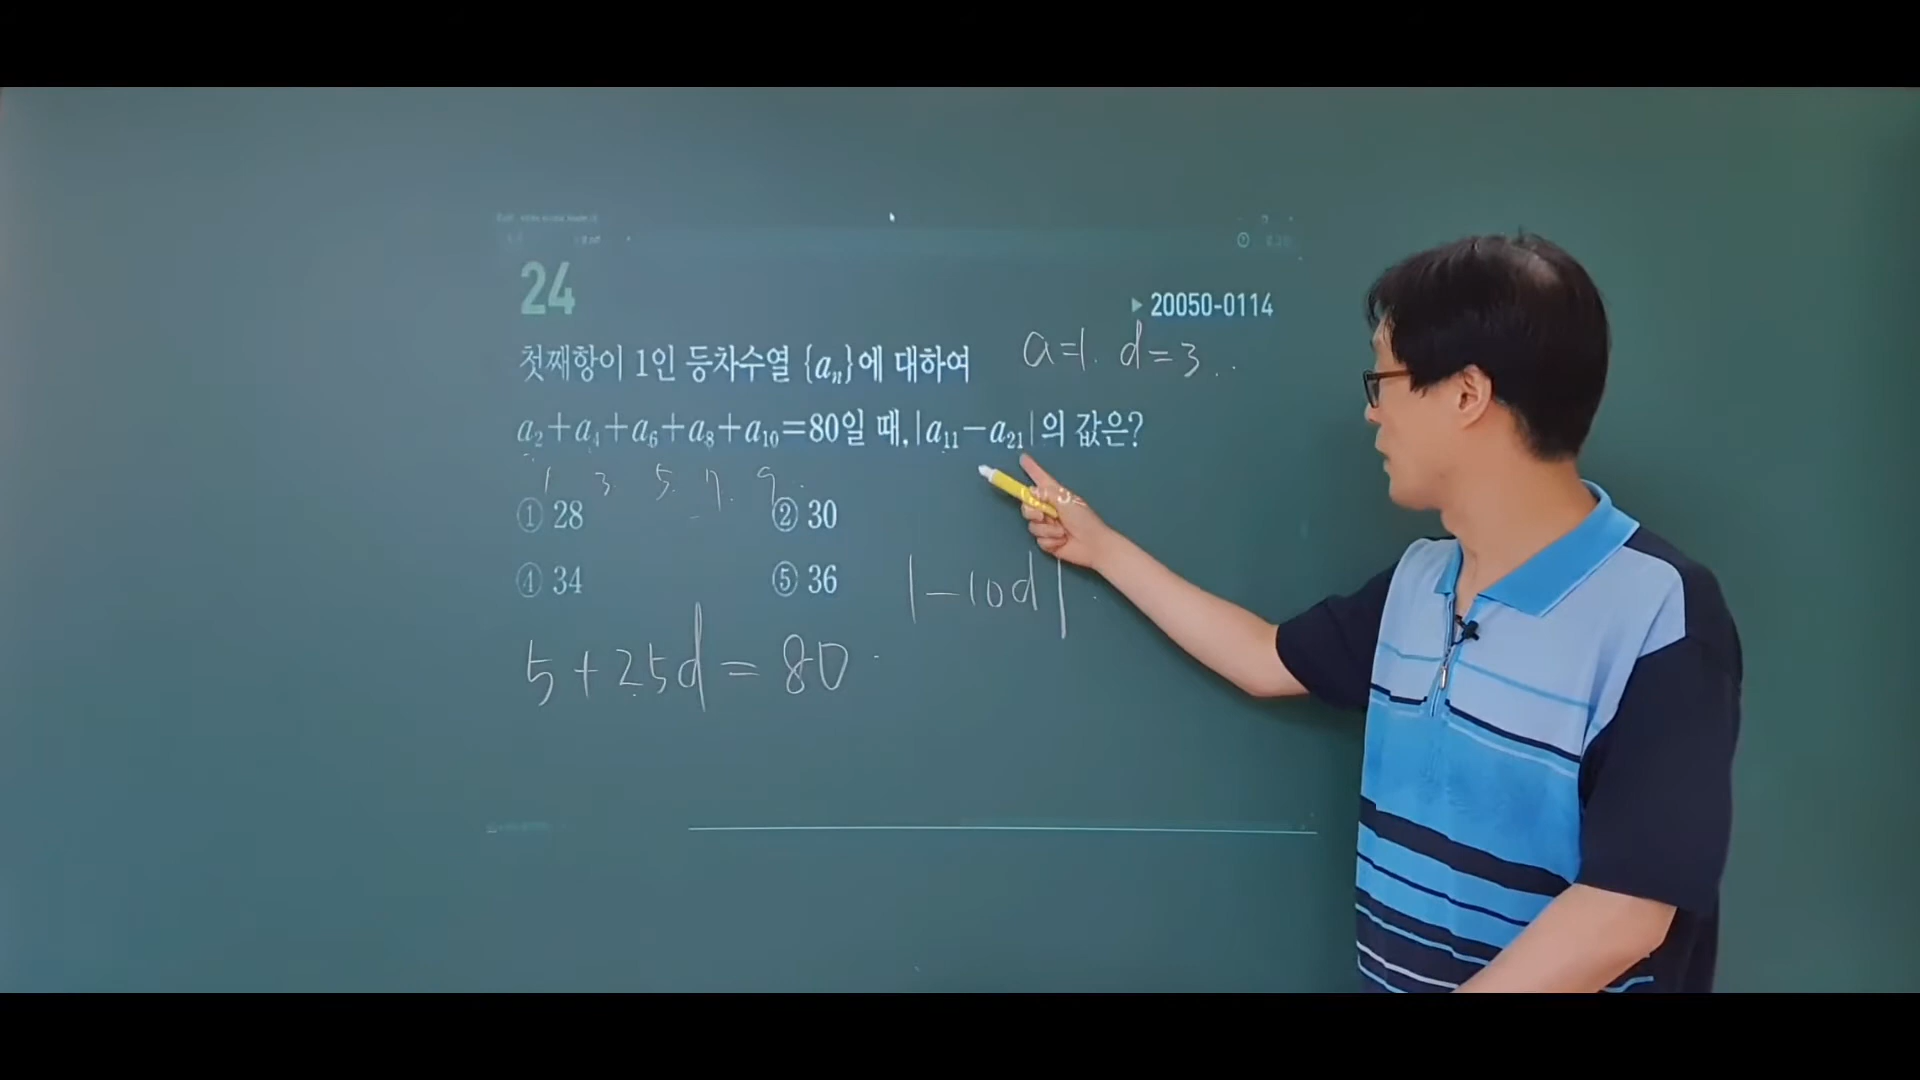 24
▶ 20050-0114
첫째항이 1인 등차수열 {aₙ}에 대하여
a=1. d=3
a₂+a₄+a₆+a₈+a₁₀=80일 때, |a₁₁-a₂₁|의 값은?
1 3 5 7 9
① 28 ② 30
④ 34 ⑤ 36
|-10d|
5+25d=80